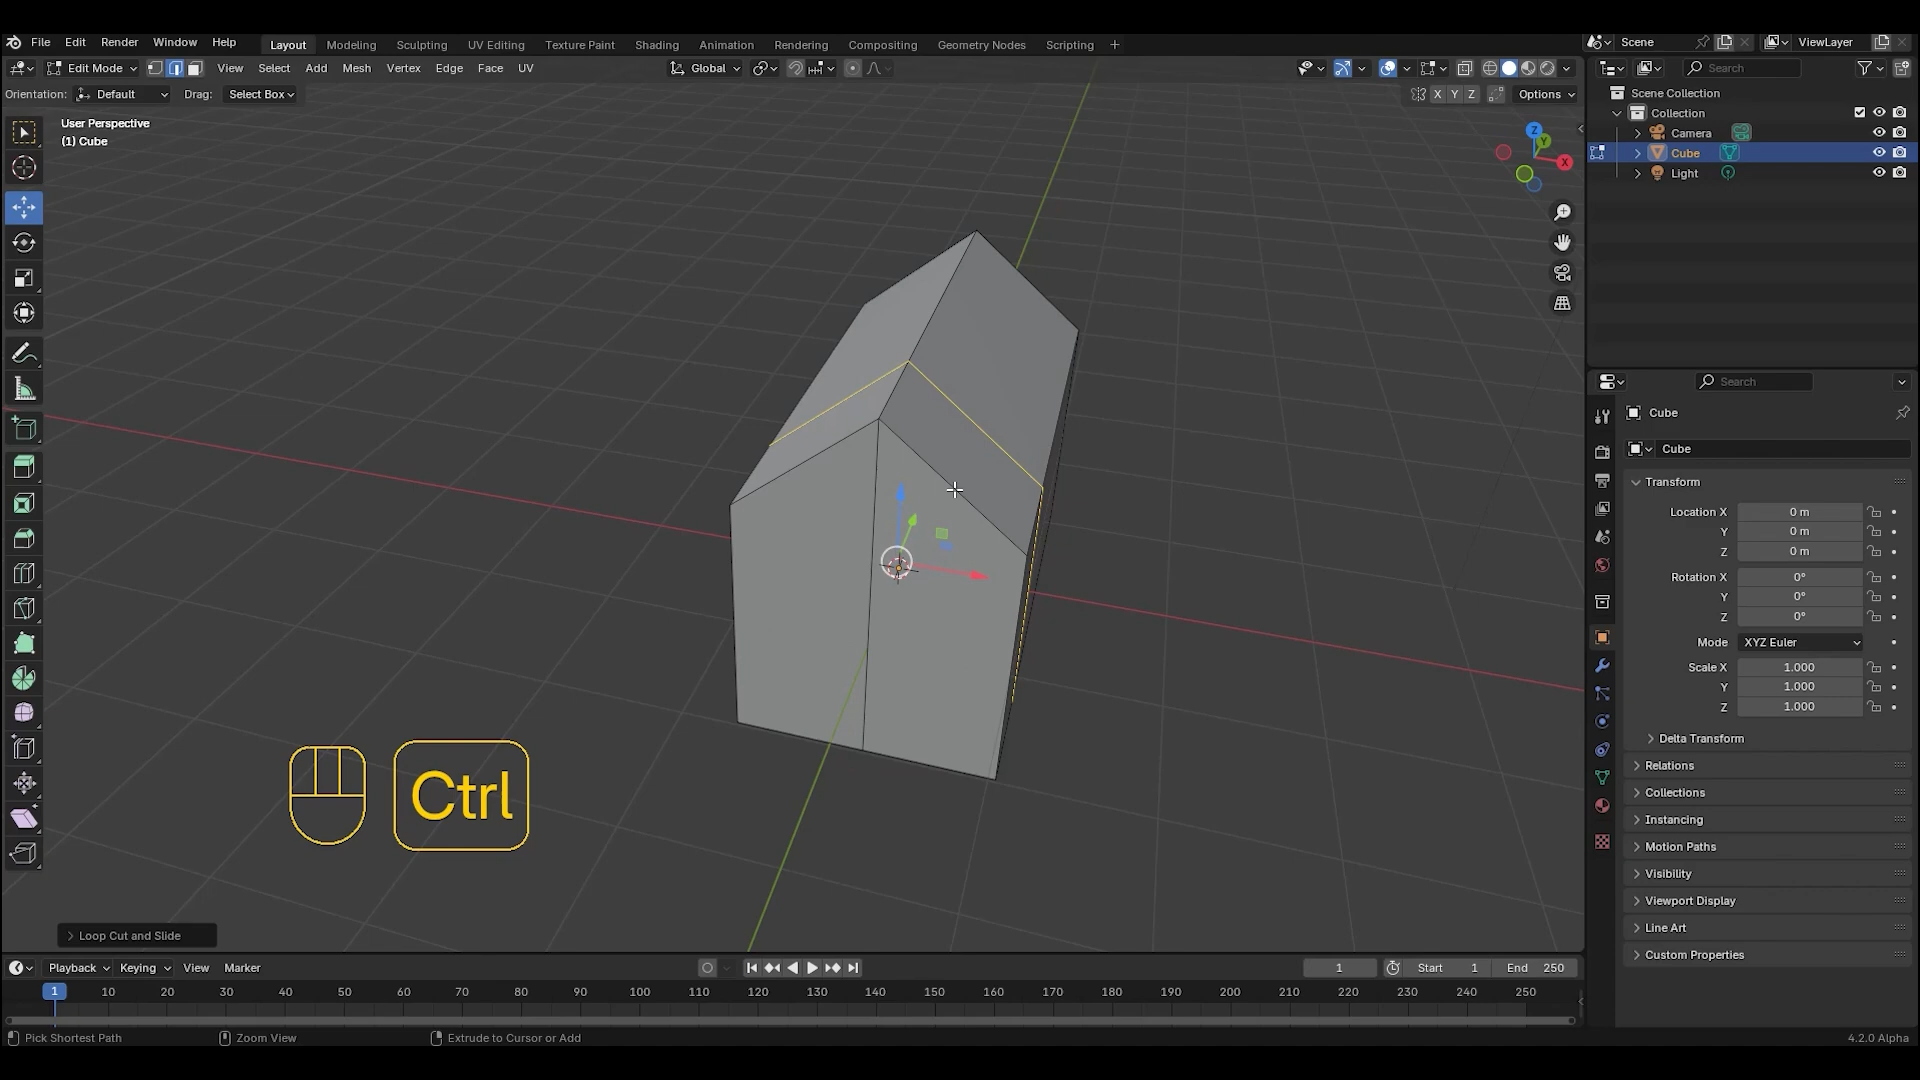 File Edit Render Window Help Layout Modeling Sculpting UV Editing Texture Paint Shading Animation Rendering Compositing Geometry Nodes Scripting + Scene ViewLayer
Edit Mode View Select Add Mesh Vertex Edge Face UV Global Search
Orientation: Default Drag: Select Box X Y Z Options
Scene Collection
Collection
Camera
Cube
Light
User Perspective
(1) Cube
Z
Y
X
Search
Cube
Cube
Transform
Location X 0 m
Y 0 m
Z 0 m
Rotation X 0°
Y 0°
Z 0°
Mode XYZ Euler
Scale X 1.000
Y 1.000
Z 1.000
Delta Transform
Relations
Collections
Instancing
Motion Paths
Visibility
Viewport Display
Line Art
Custom Properties
Ctrl
Loop Cut and Slide
Playback Keying View Marker 1 Start 1 End 250
1 10 20 30 40 50 60 70 80 90 100 110 120 130 140 150 160 170 180 190 200 210 220 230 240 250
Pick Shortest Path Zoom View Extrude to Cursor or Add 4.2.0 Alpha